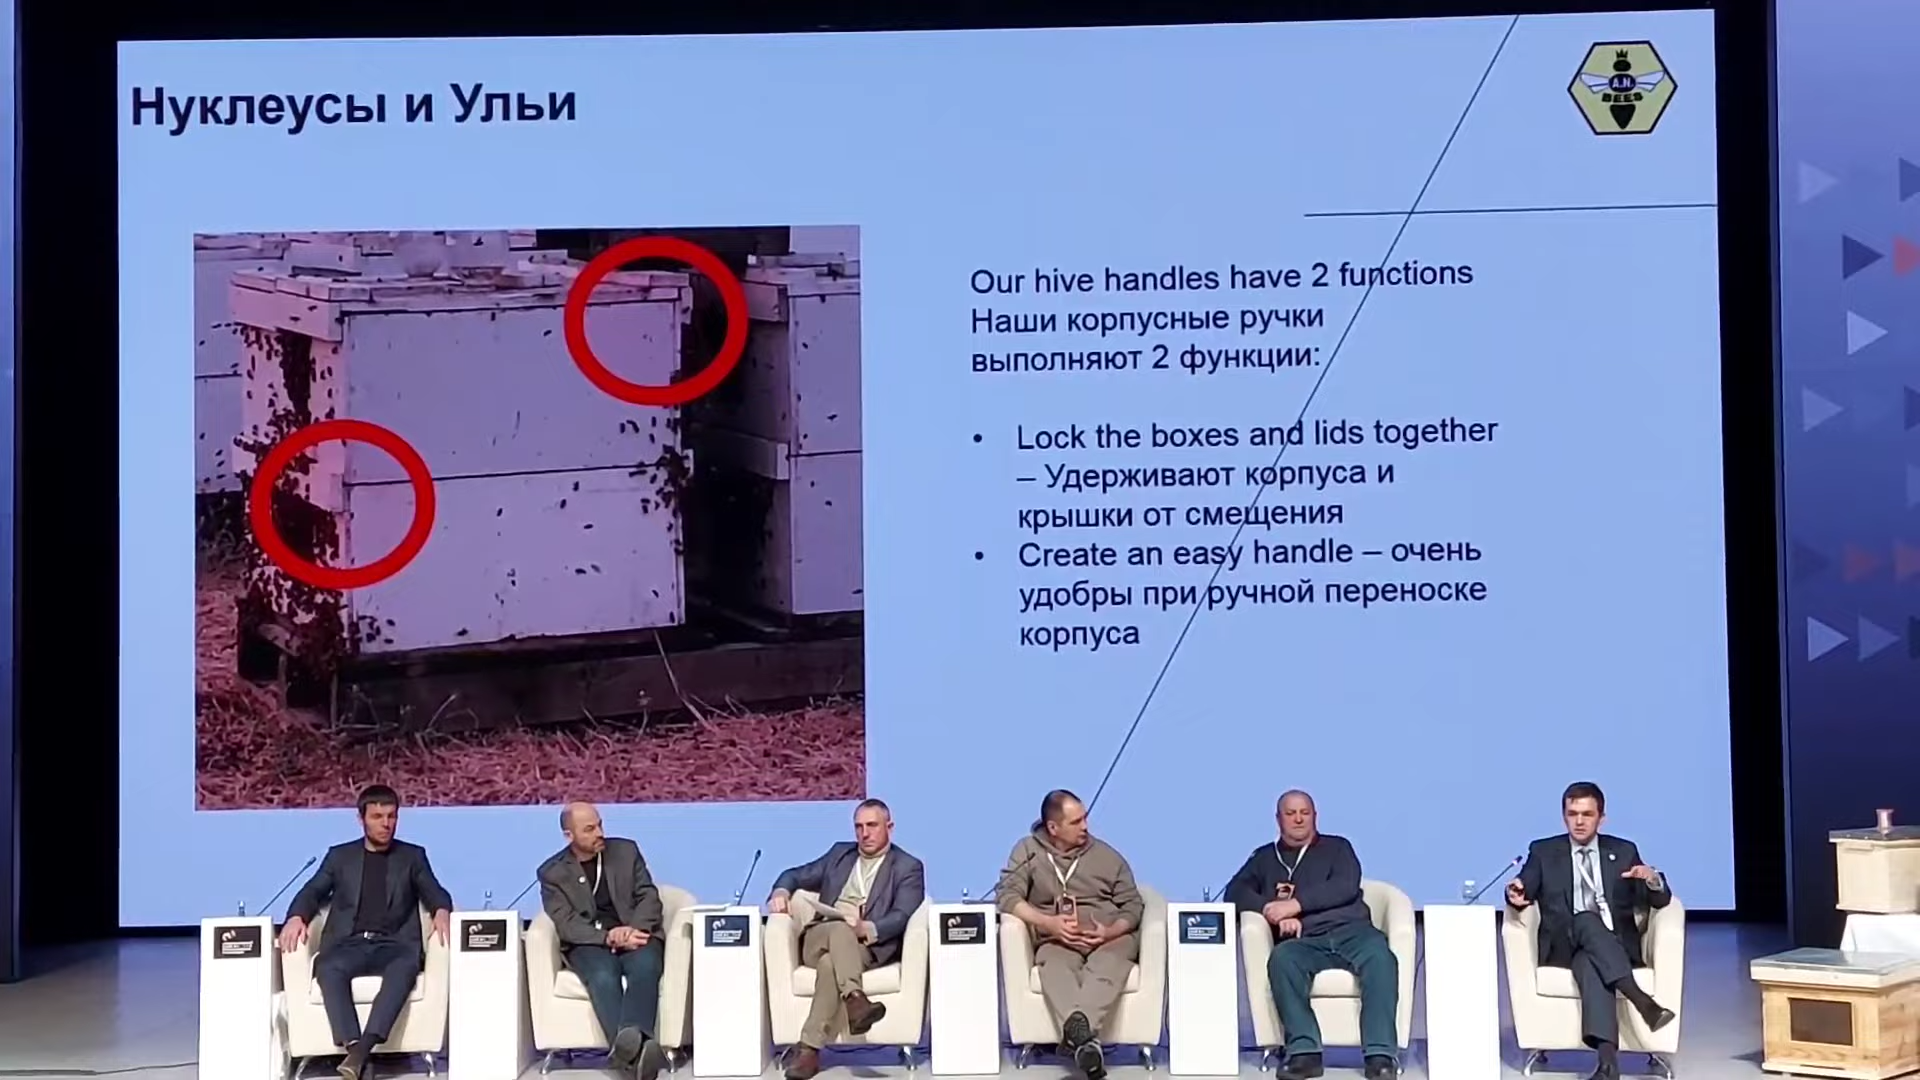 Нуклеусы и Ульи
A.N.
BEES
Our hive handles have 2 functions
Наши корпусные ручки
выполняют 2 функции:
• Lock the boxes and lids together
– Удерживают корпуса и
крышки от смещения
• Create an easy handle – очень
удобры при ручной переноске
корпуса